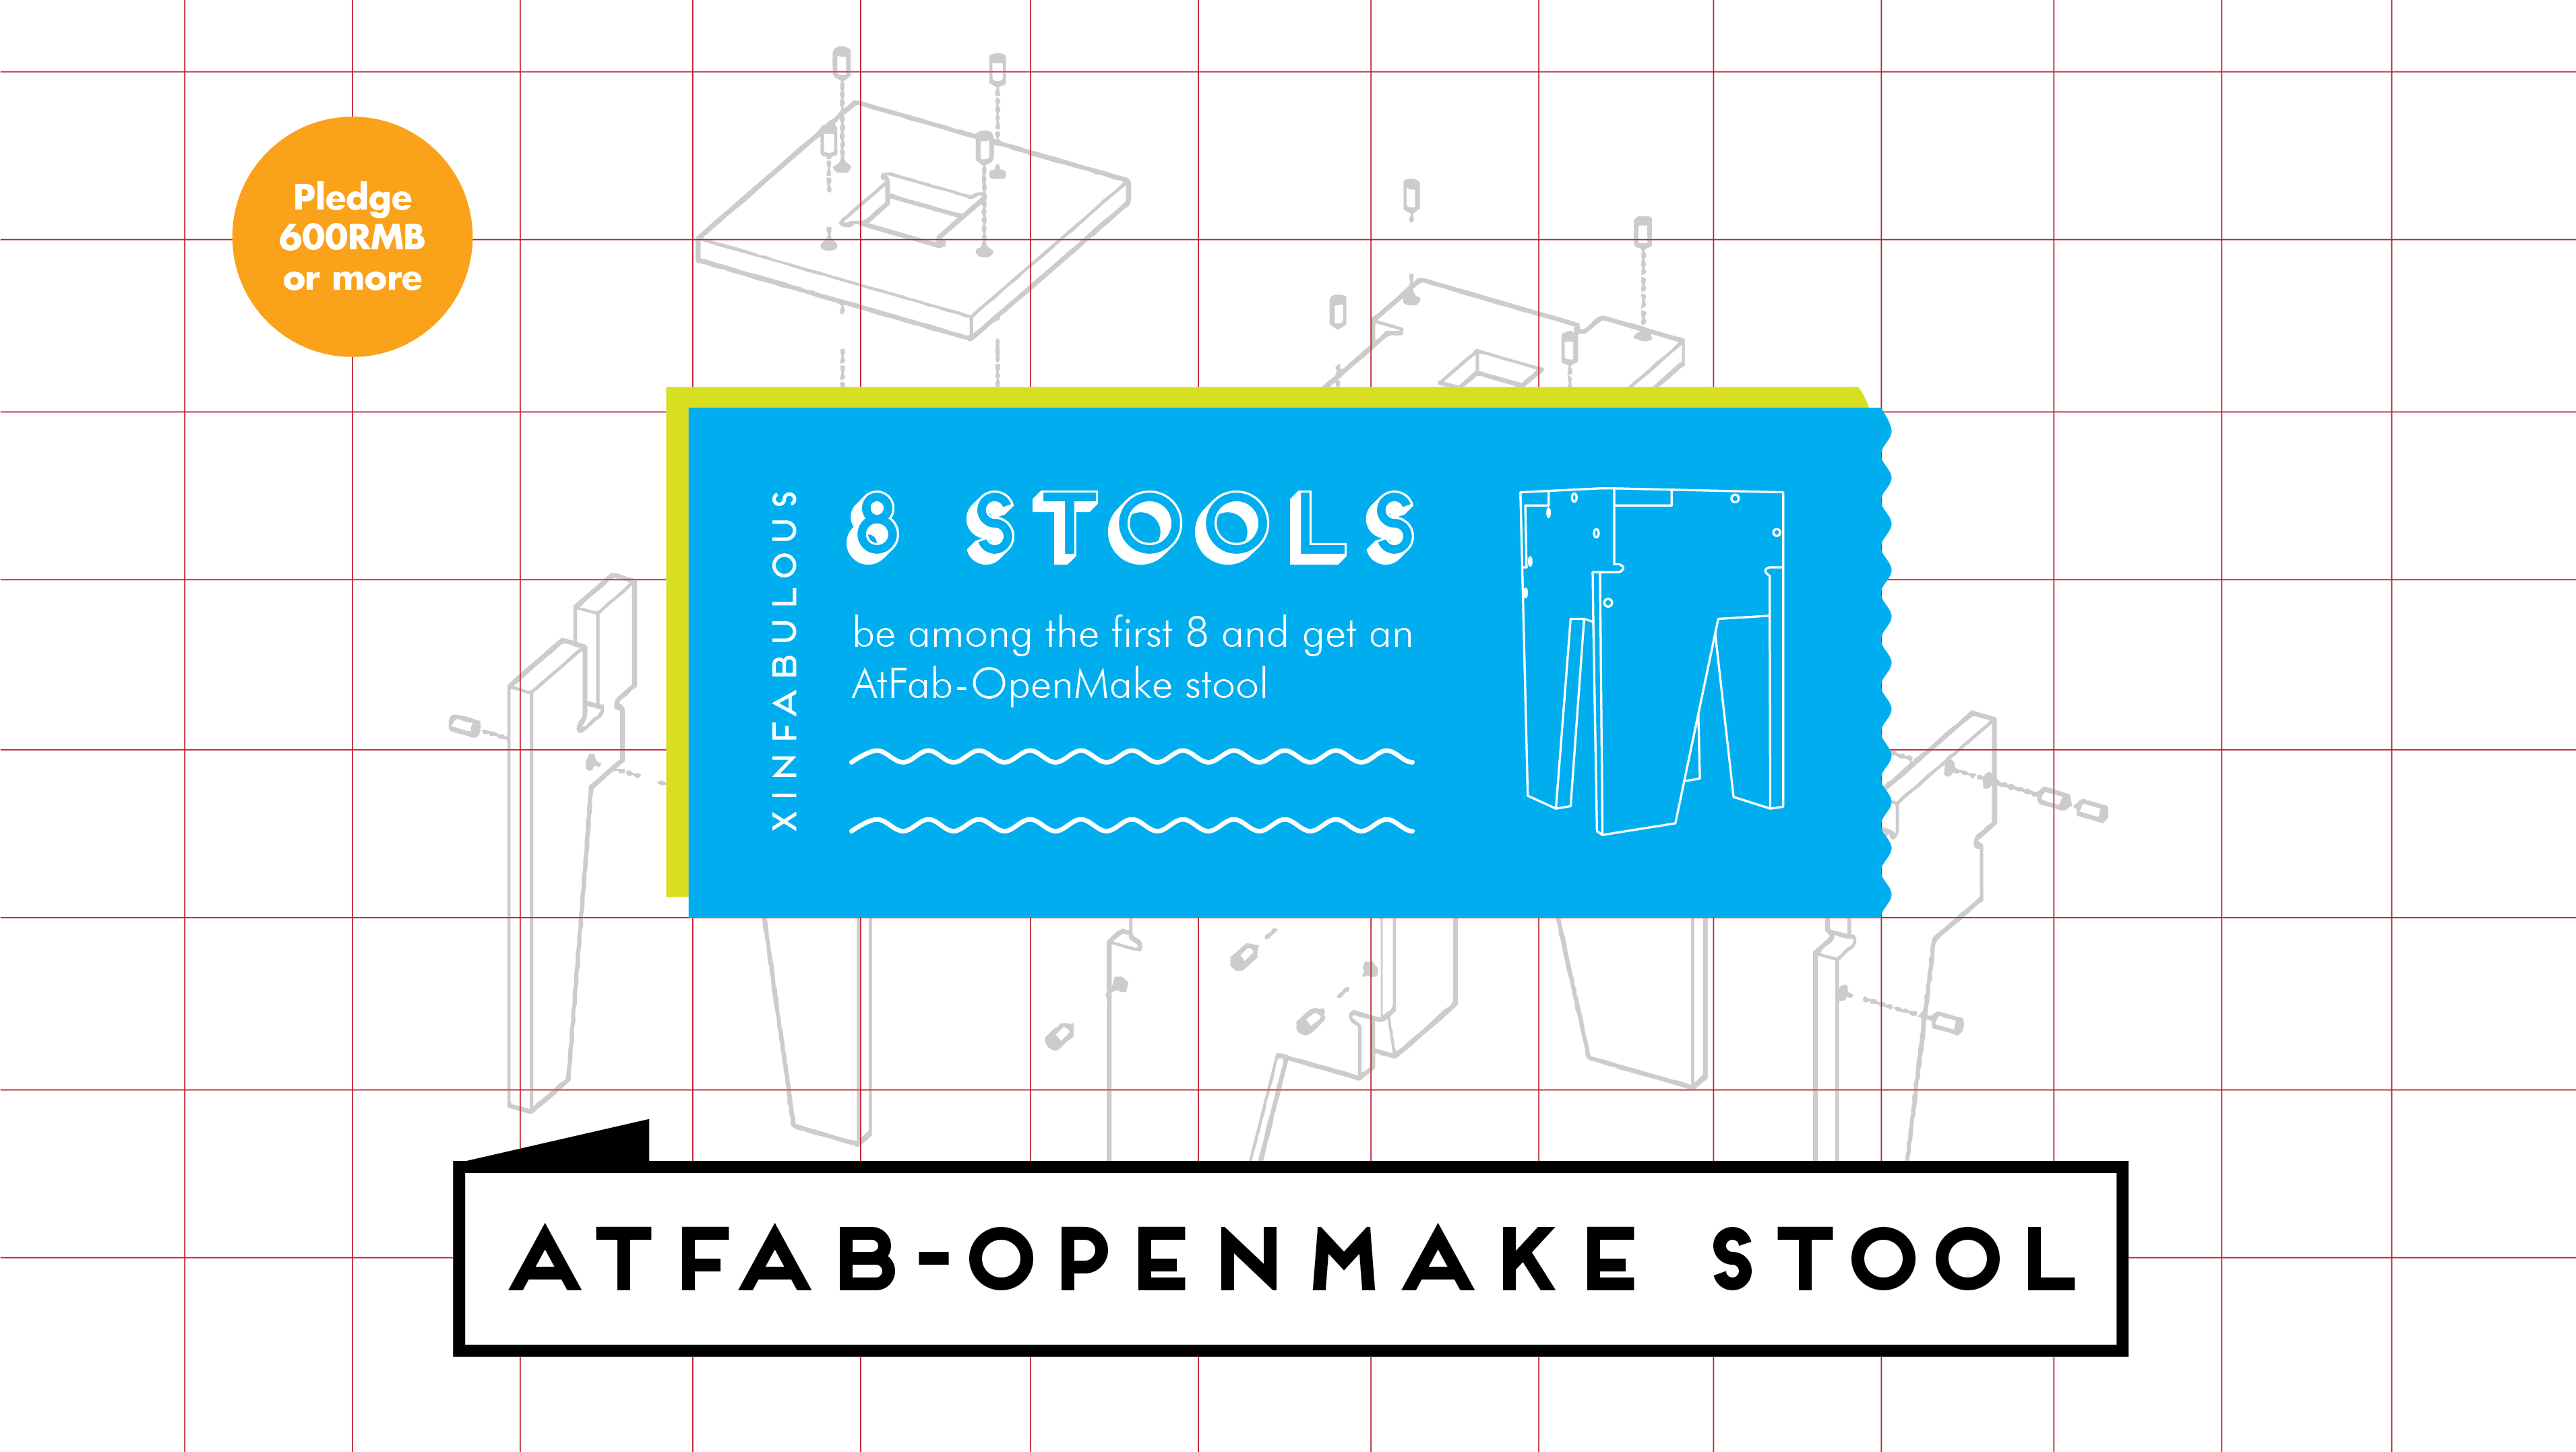 Pledge
600RMB
or more
XINFABULOUS
8 STOOLS
be among the first 8 and get an
AtFab-OpenMake stool
ATFAB-OPENMAKE STOOL